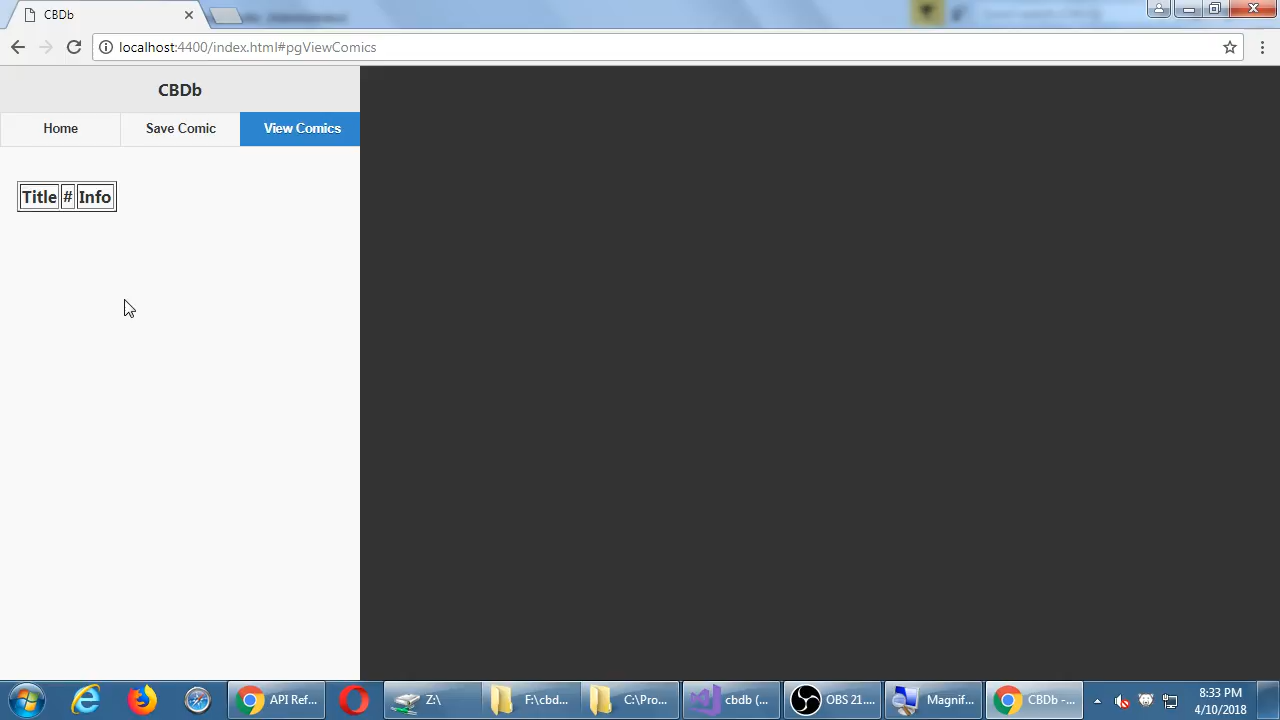 CBDb
localhost:4400/index.html#pgViewComics
CBDb
Home Save Comic View Comics
Title # Info
API Ref... Z:\ F:\cbd... C:\Pro... cbdb (... OBS 21.... Magnif... CBDb -... 8:33 PM
4/10/2018